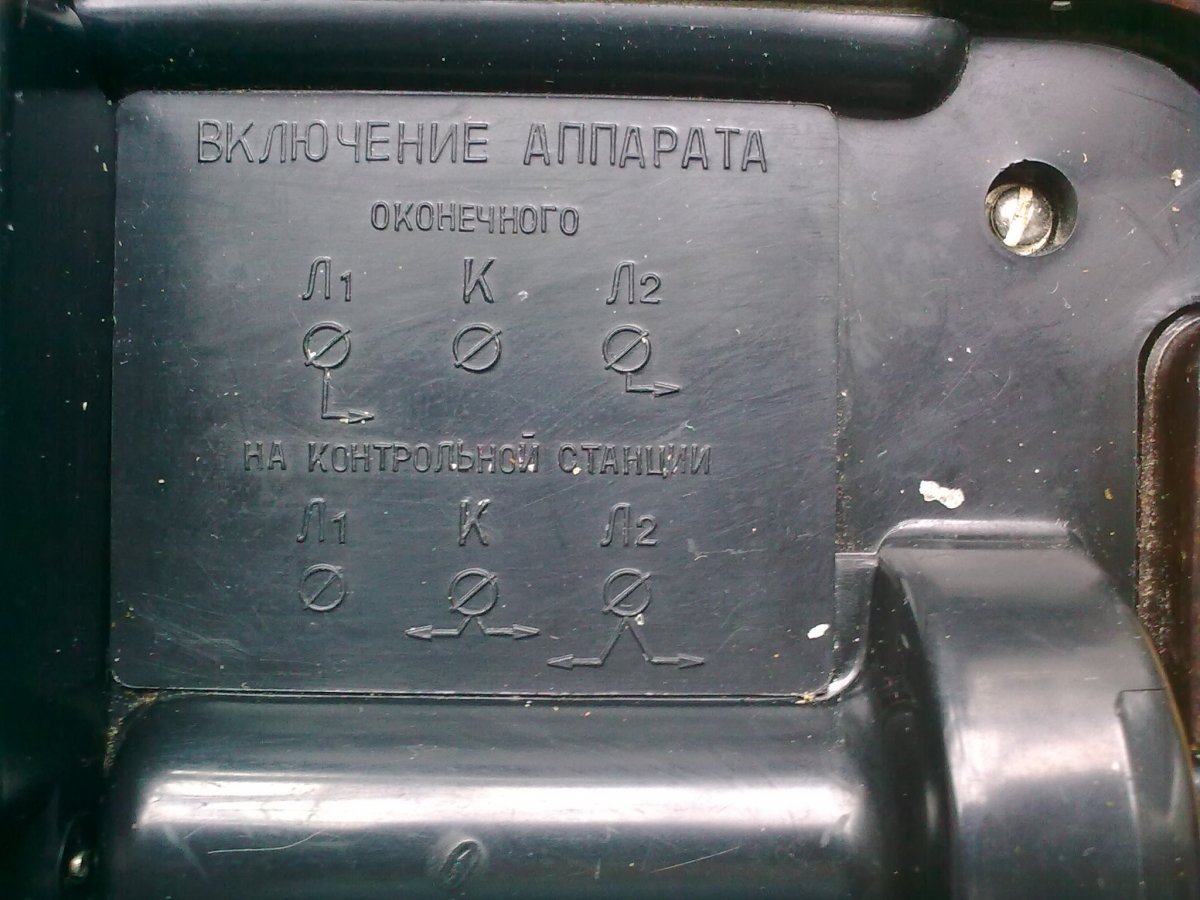 ВКЛЮЧЕНИЕ АППАРАТА
ОКОНЕЧНОГО
Л1 К Л2
НА КОНТРОЛЬНОЙ СТАНЦИИ
Л1 К Л2